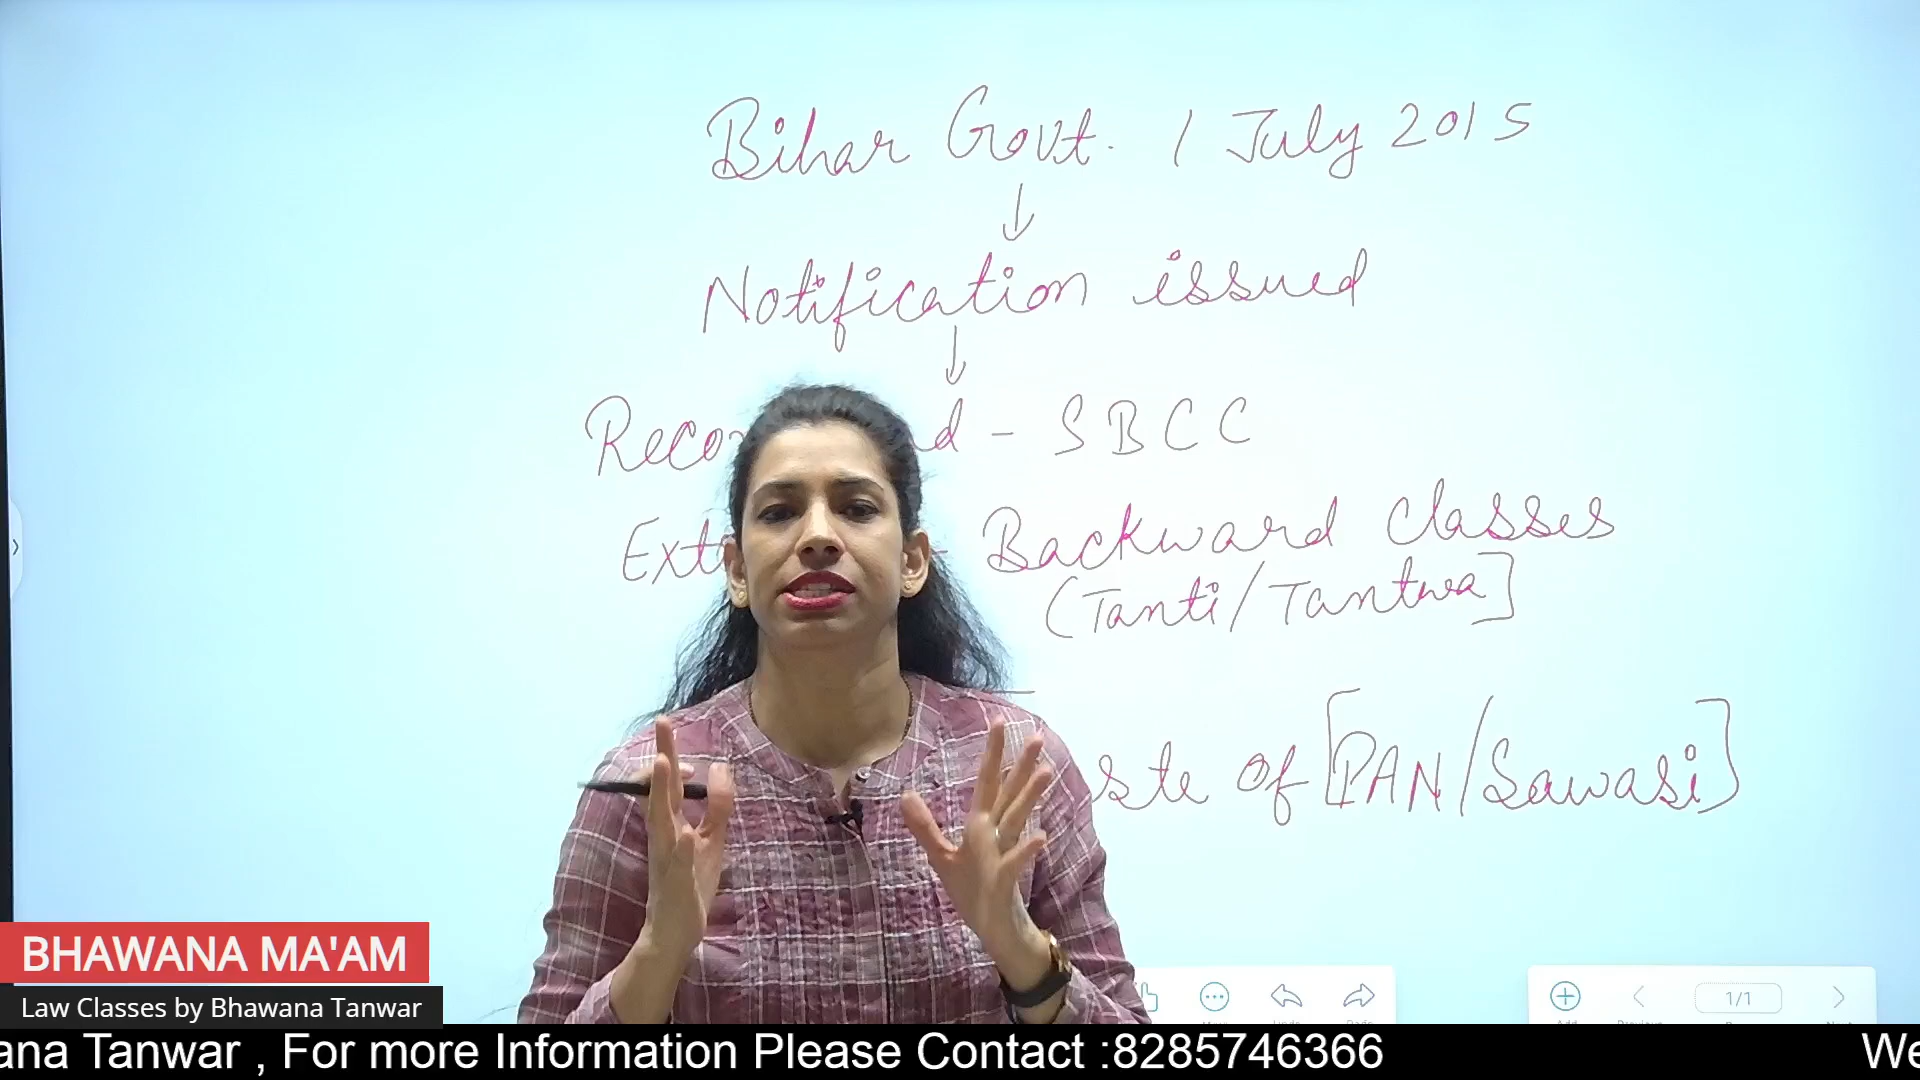 Bihar Govt. 1 July 2015
Notification issued
- SBCC
Backward classes
(Tanti/Tantwa]
of [PAN/Sawasi]
BHAWANA MA'AM
Law Classes by Bhawana Tanwar
1/1
Tanwar , For more Information Please Contact :8285746366